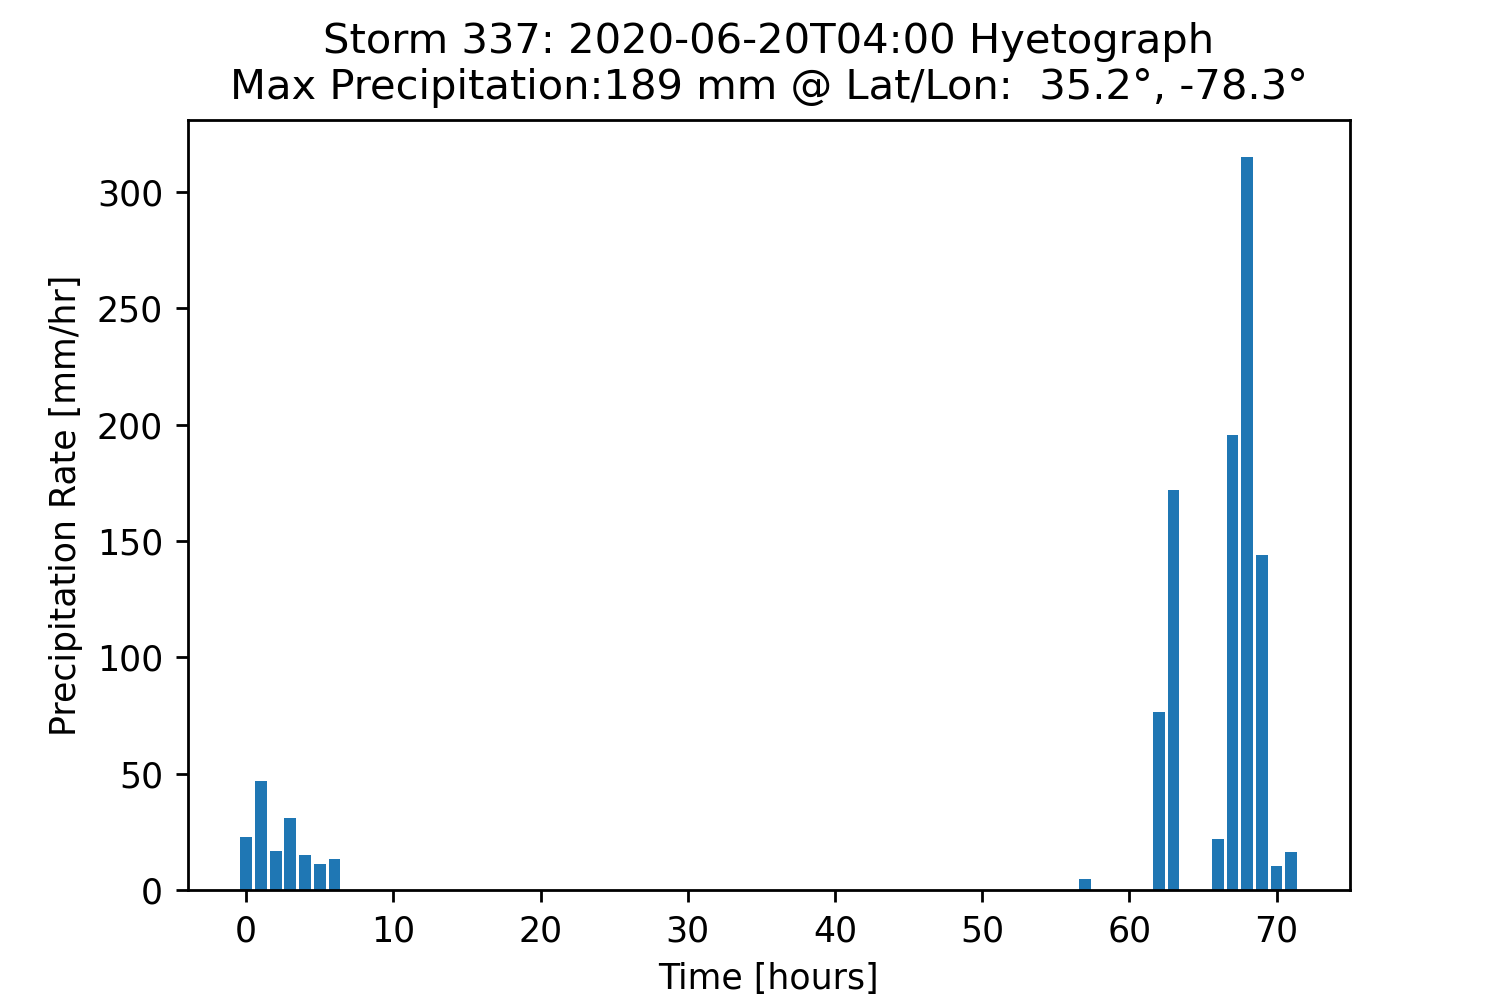 Storm 337: 2020-06-20T04:00 Hyetograph
Max Precipitation:189 mm @ Lat/Lon:  35.2°, -78.3°
Precipitation Rate [mm/hr]
300
250
200
150
100
50
0
0 10 20 30 40 50 60 70
Time [hours]